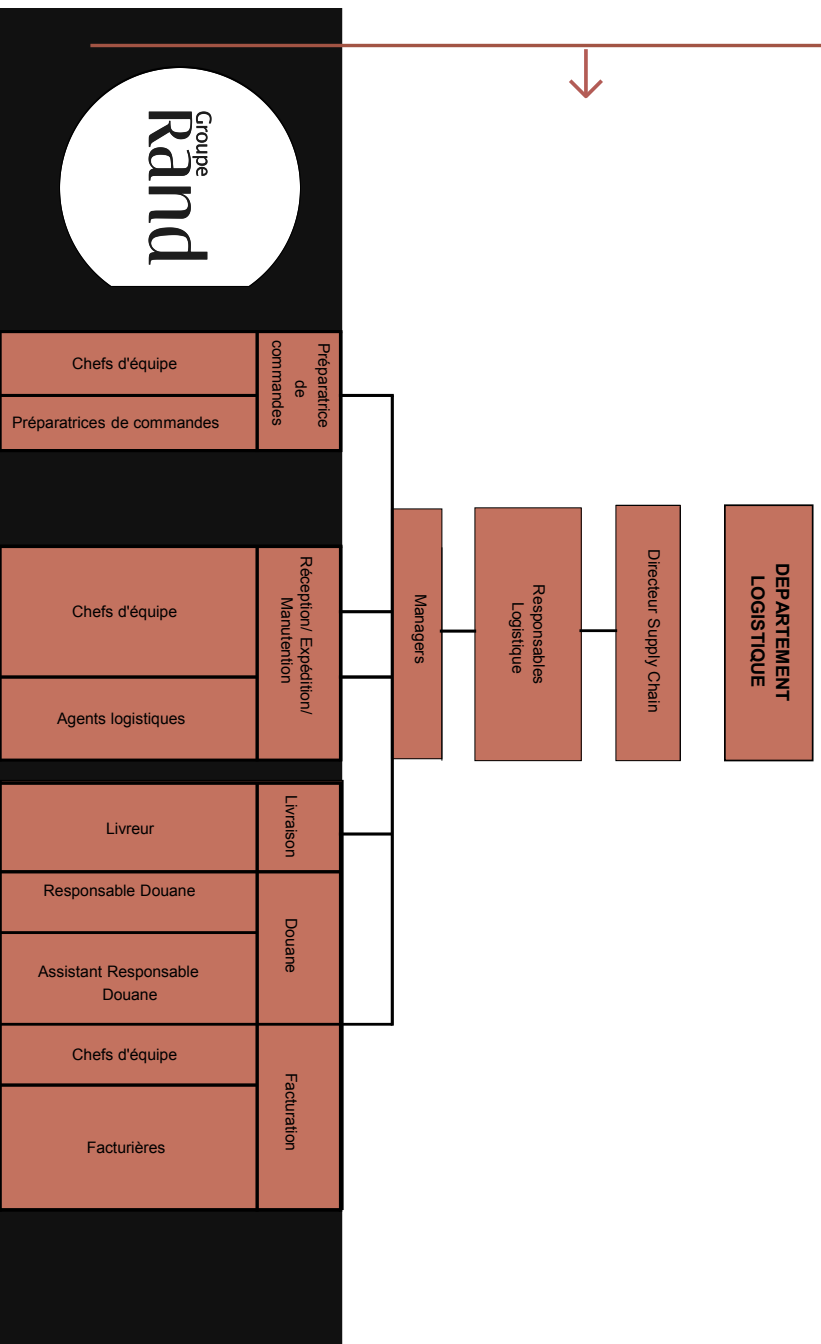 Groupe
Rand
DEPARTEMENT
LOGISTIQUE
Directeur Supply Chain
Responsables
Logistique
Managers
Préparatrice
de
commandes
Chefs d'équipe
Préparatrices de commandes
Réception/ Expédition/
Manutention
Chefs d'équipe
Agents logistiques
Livraison
Livreur
Douane
Responsable Douane
Assistant Responsable
Douane
Facturation
Chefs d'équipe
Facturières